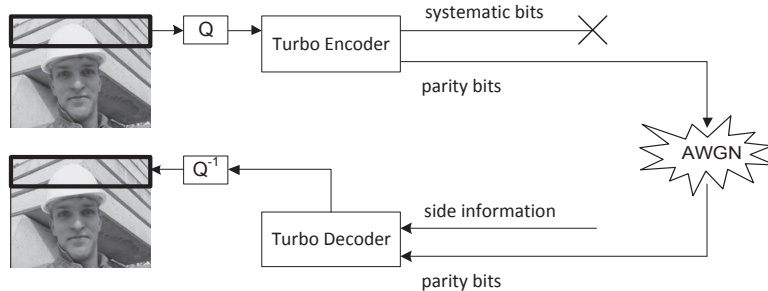 systematic bits
Q
Turbo Encoder
parity bits
AWGN
Q-1
side information
Turbo Decoder
parity bits